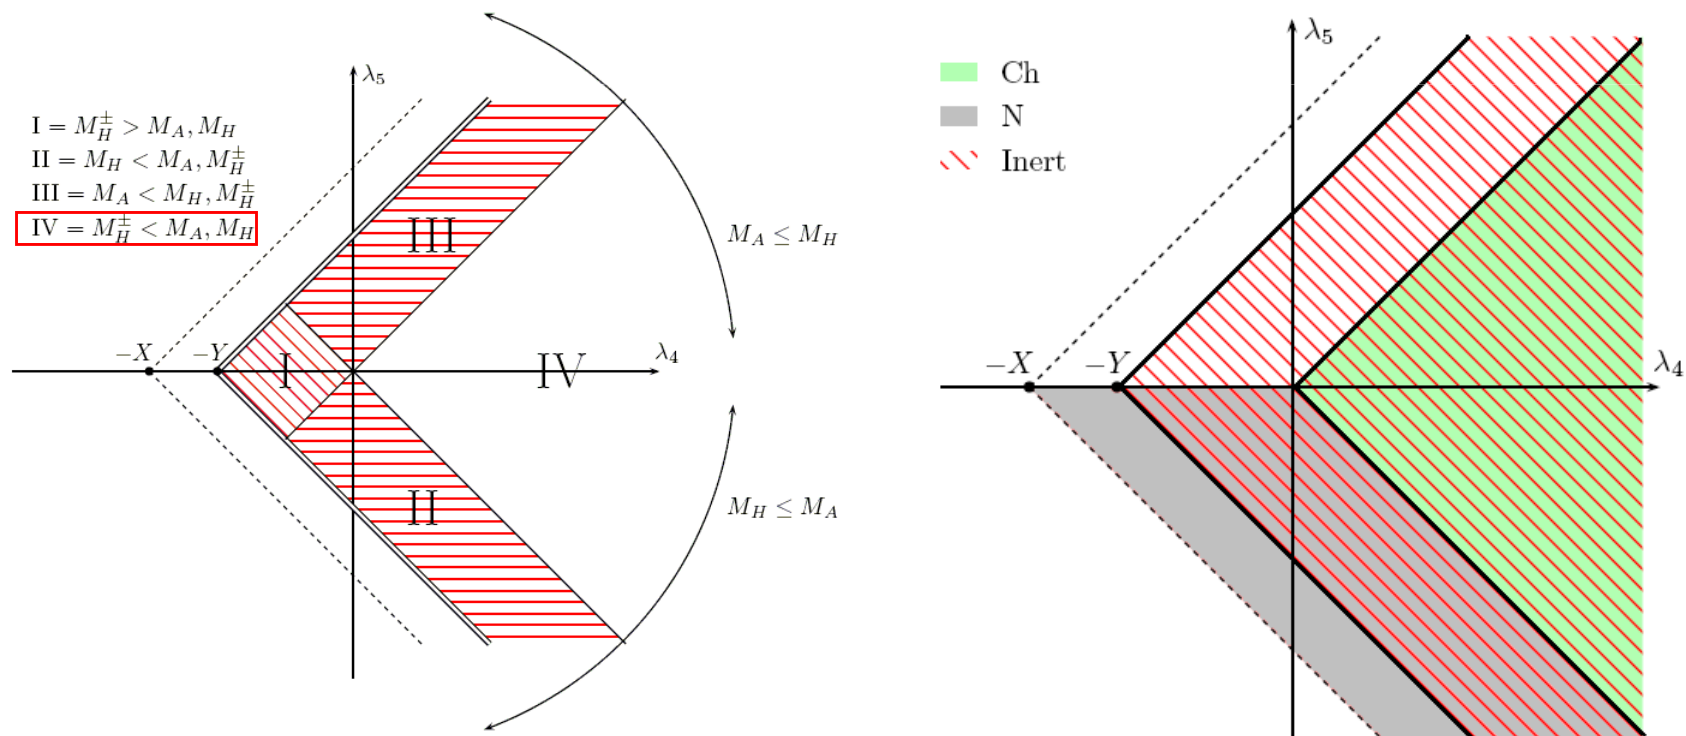 λ₅
I = M_H^± > M_A, M_H
II = M_H < M_A, M_H^±
III = M_A < M_H, M_H^±
IV = M_H^± < M_A, M_H
III
M_A ≤ M_H
−X
−Y
I
IV
λ₄
II
M_H ≤ M_A
λ₅
Ch
N
Inert
−X
−Y
λ₄